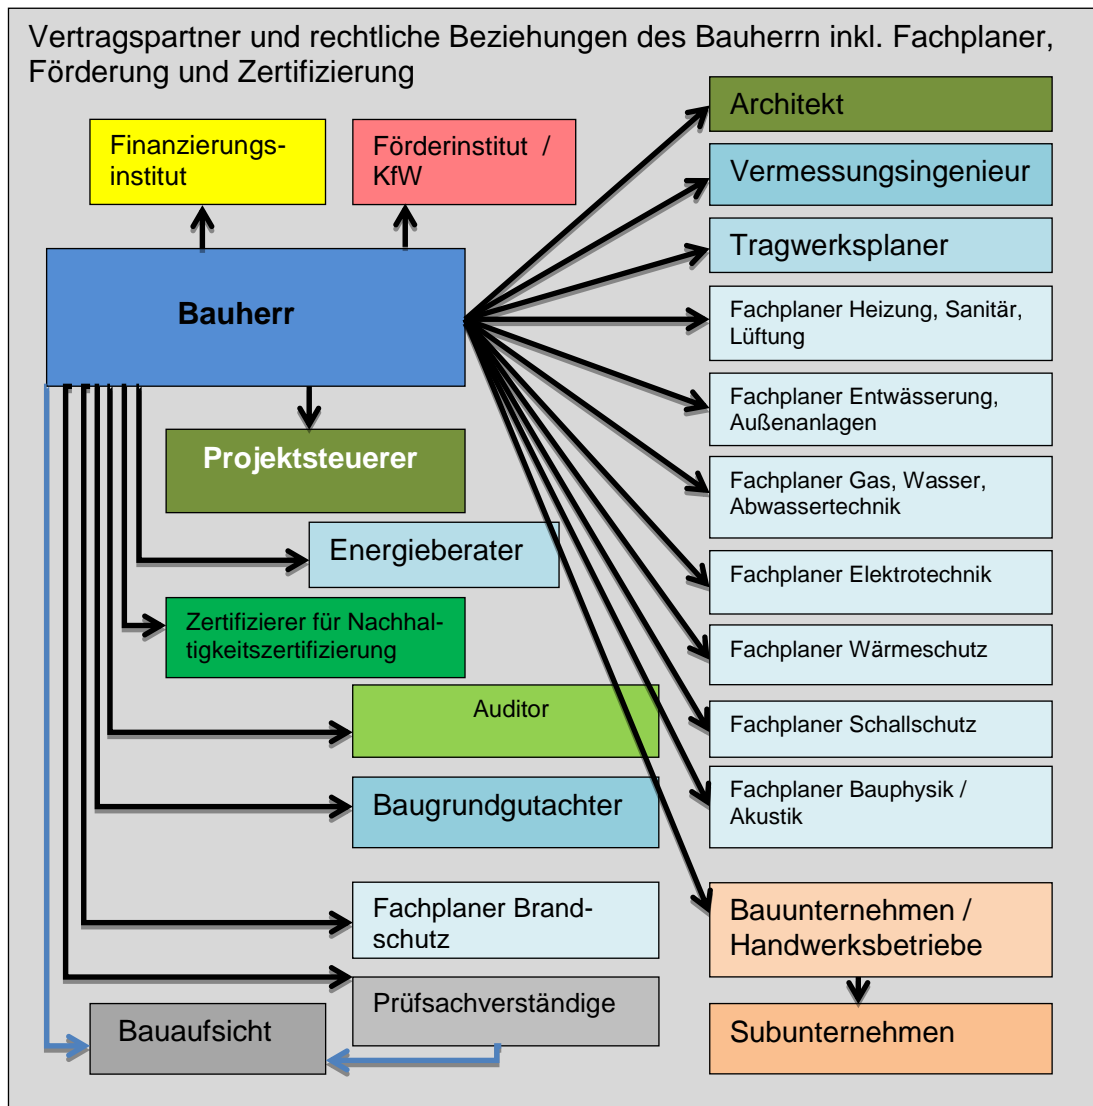 Vertragspartner und rechtliche Beziehungen des Bauherrn inkl. Fachplaner,
Förderung und Zertifizierung
Finanzierungs-
institut
Förderinstitut /
KfW
Bauherr
Projektsteuerer
Energieberater
Zertifizierer für Nachhal-
tigkeitszertifizierung
Auditor
Baugrundgutachter
Fachplaner Brand-
schutz
Prüfsachverständige
Bauaufsicht
Architekt
Vermessungsingenieur
Tragwerksplaner
Fachplaner Heizung, Sanitär,
Lüftung
Fachplaner Entwässerung,
Außenanlagen
Fachplaner Gas, Wasser,
Abwassertechnik
Fachplaner Elektrotechnik
Fachplaner Wärmeschutz
Fachplaner Schallschutz
Fachplaner Bauphysik /
Akustik
Bauunternehmen /
Handwerksbetriebe
Subunternehmen